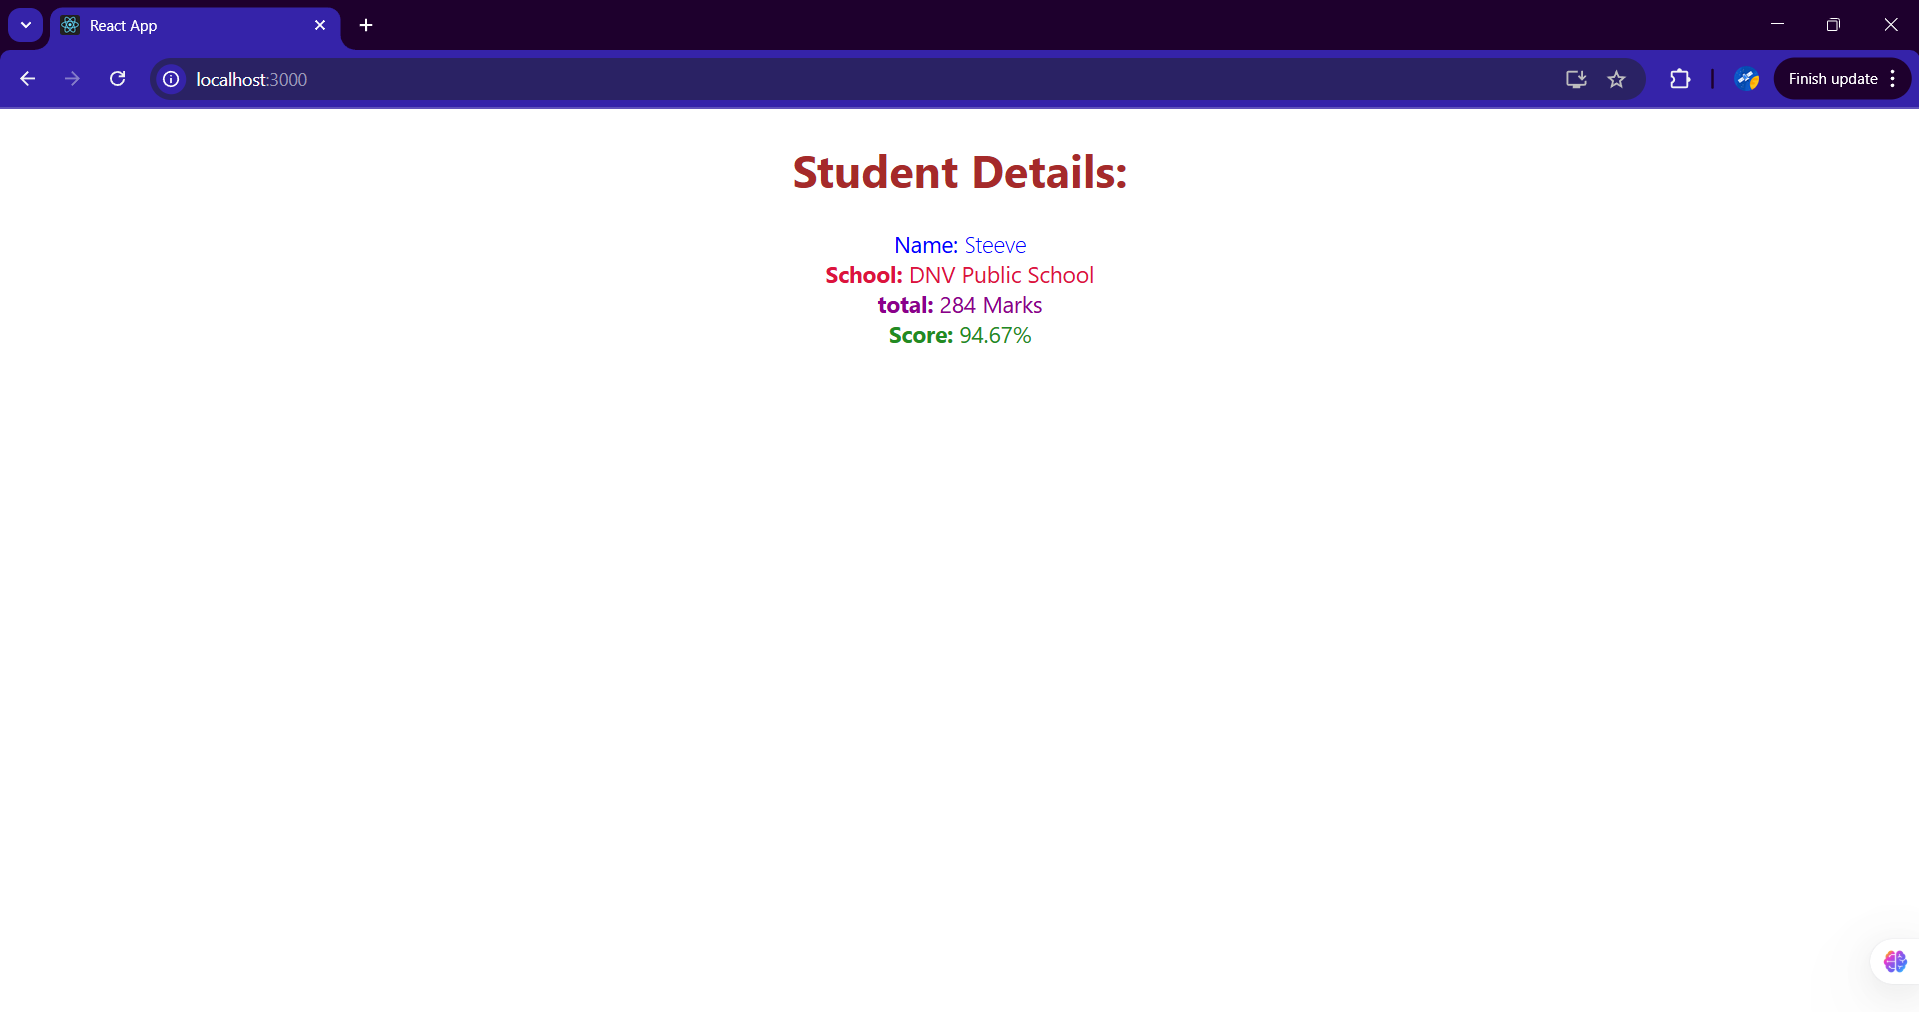 React App
localhost:3000
Finish update
Student Details:
Name: Steeve
School: DNV Public School
total: 284 Marks
Score: 94.67%